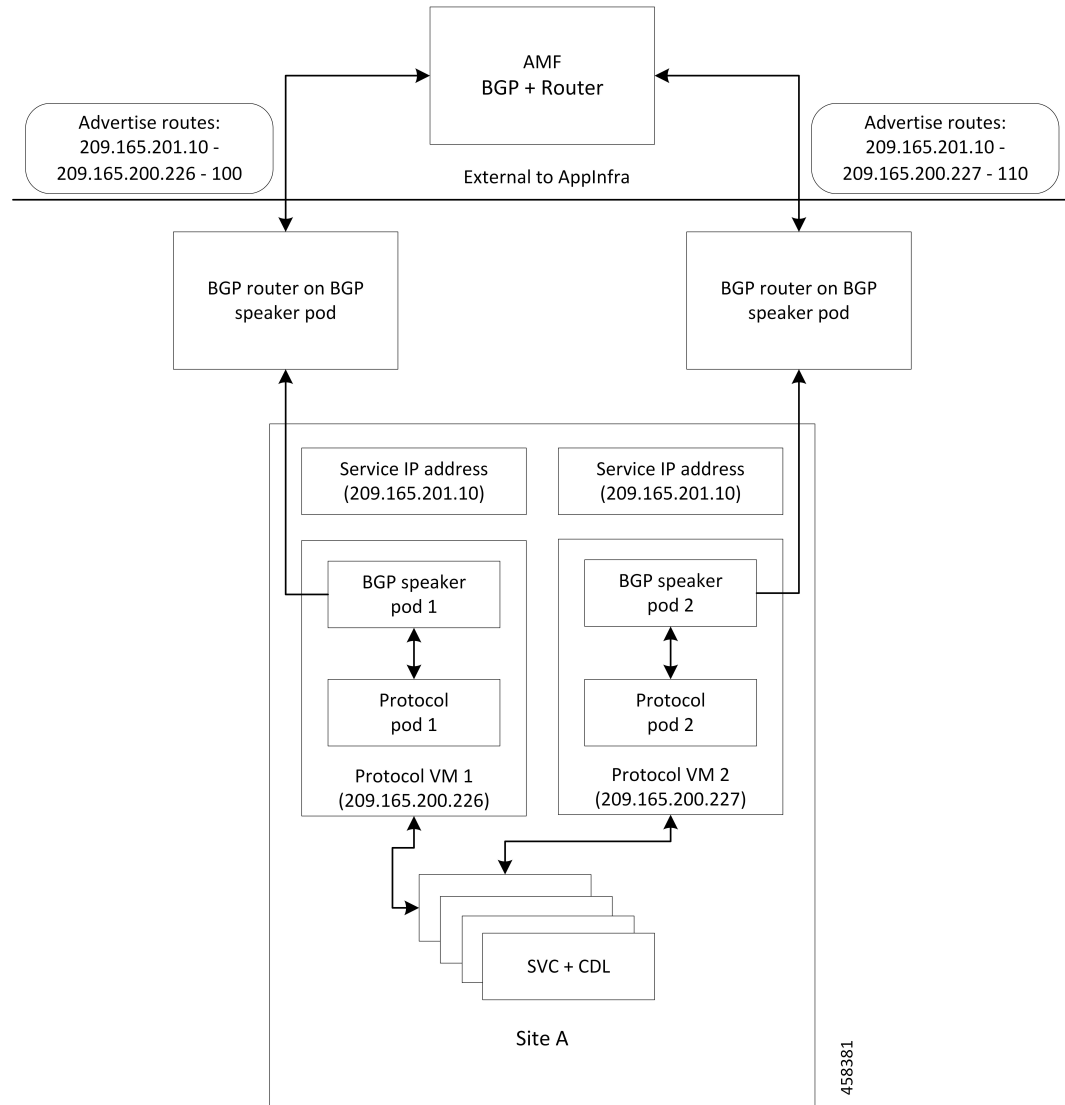 AMF
BGP + Router
Advertise routes:
209.165.201.10 -
209.165.200.226 - 100
Advertise routes:
209.165.201.10 -
209.165.200.227 - 110
External to AppInfra
BGP router on BGP
speaker pod
BGP router on BGP
speaker pod
Service IP address
(209.165.201.10)
Service IP address
(209.165.201.10)
BGP speaker
pod 1
BGP speaker
pod 2
Protocol
pod 1
Protocol
pod 2
Protocol VM 1
(209.165.200.226)
Protocol VM 2
(209.165.200.227)
SVC + CDL
Site A
458381